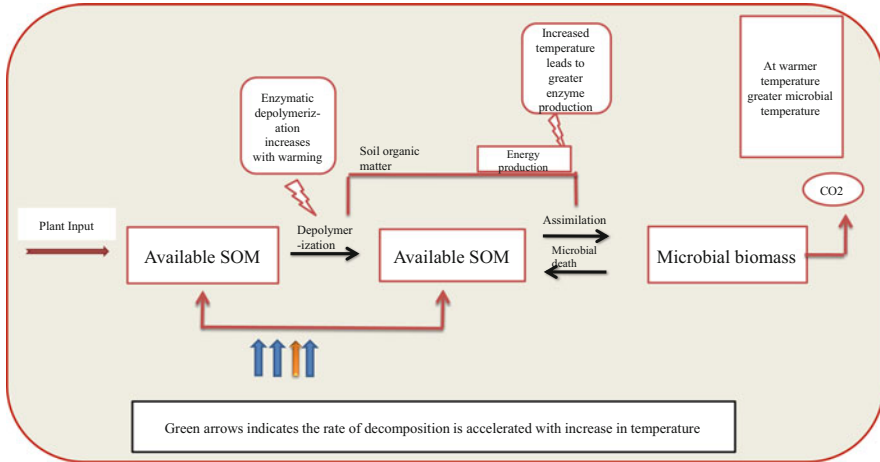 Increased
temperature
leads to
greater
enzyme
production
At warmer
temperature
greater microbial
temperature
Enzymatic
depolymeriz-
ation
increases
with warming
Soil organic
matter
Energy
production
CO2
Plant Input
Available SOM
Depolymer
-ization
Available SOM
Assimilation
Microbial
death
Microbial biomass
Green arrows indicates the rate of decomposition is accelerated with increase in temperature